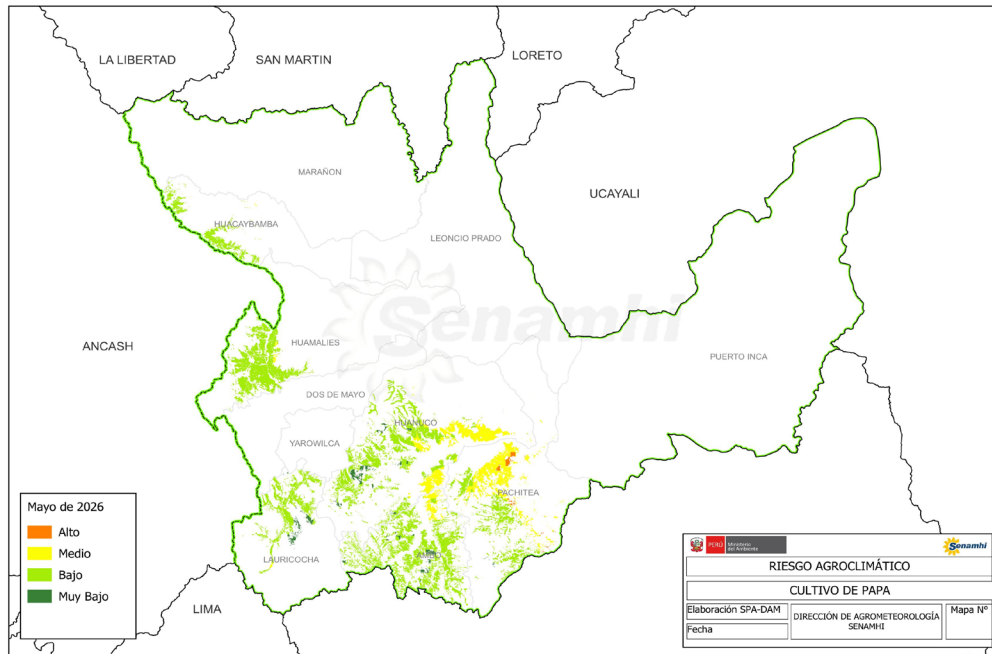 LA LIBERTAD
SAN MARTIN
LORETO
MARAÑON
UCAYALI
HUACAYBAMBA
LEONCIO PRADO
Senamhi
ANCASH
HUAMALIES
PUERTO INCA
DOS DE MAYO
HUANUCO
YAROWILCA
PACHITEA
AMBO
LAURICOCHA
LIMA
Mayo de 2026
Alto
Medio
Bajo
Muy Bajo
PERÚ Ministerio del Ambiente
Senamhi
RIESGO AGROCLIMÁTICO
CULTIVO DE PAPA
Elaboración SPA-DAM
DIRECCIÓN DE AGROMETEOROLOGÍA
SENAMHI
Mapa N°
Fecha